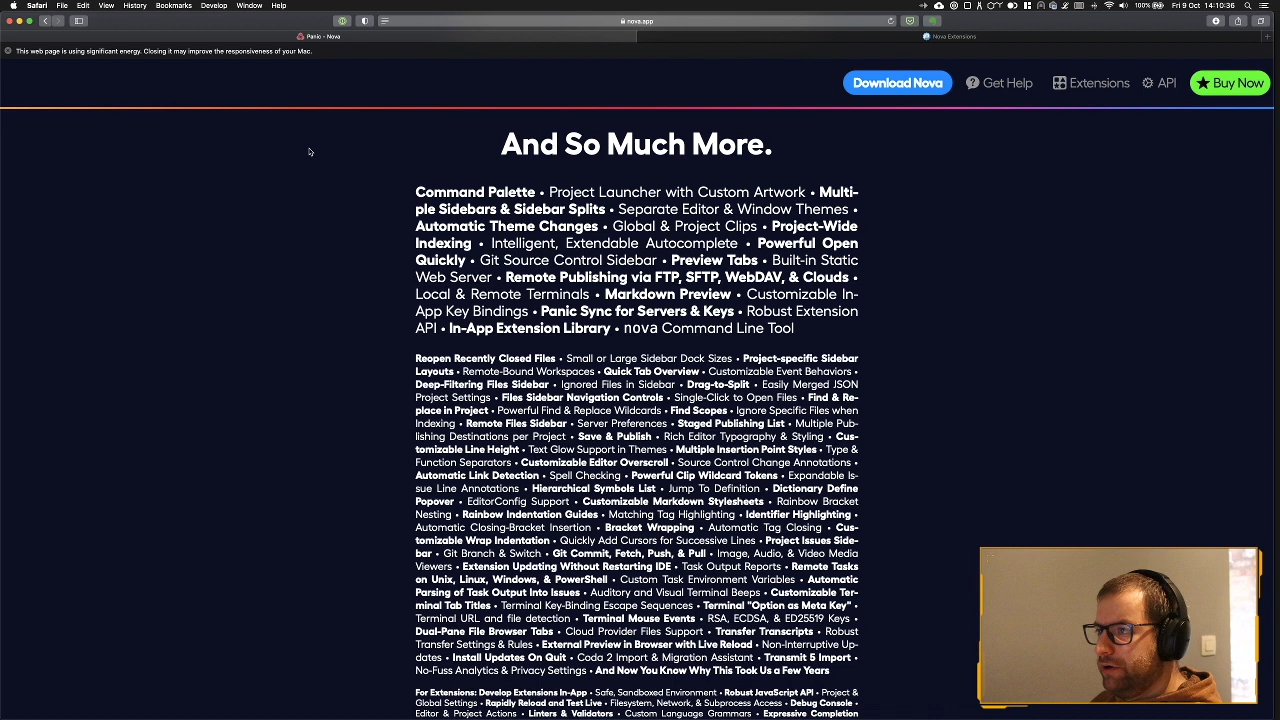 Safari File Edit View History Bookmarks Develop Window Help
100% Fri 9 Oct 14:10:36
nova.app
Panic - Nova
Nova Extensions
This web page is using significant energy. Closing it may improve the responsiveness of your Mac.
Download Nova Get Help Extensions API Buy Now
And So Much More.
Command Palette • Project Launcher with Custom Artwork • Multi-
ple Sidebars & Sidebar Splits • Separate Editor & Window Themes •
Automatic Theme Changes • Global & Project Clips • Project-Wide
Indexing • Intelligent, Extendable Autocomplete • Powerful Open
Quickly • Git Source Control Sidebar • Preview Tabs • Built-in Static
Web Server • Remote Publishing via FTP, SFTP, WebDAV, & Clouds •
Local & Remote Terminals • Markdown Preview • Customizable In-
App Key Bindings • Panic Sync for Servers & Keys • Robust Extension
API • In-App Extension Library • nova Command Line Tool
Reopen Recently Closed Files • Small or Large Sidebar Dock Sizes • Project-specific Sidebar
Layouts • Remote-Bound Workspaces • Quick Tab Overview • Customizable Event Behaviors •
Deep-Filtering Files Sidebar • Ignored Files in Sidebar • Drag-to-Split • Easily Merged JSON
Project Settings • Files Sidebar Navigation Controls • Single-Click to Open Files • Find & Re-
place in Project • Powerful Find & Replace Wildcards • Find Scopes • Ignore Specific Files when
Indexing • Remote Files Sidebar • Server Preferences • Staged Publishing List • Multiple Pub-
lishing Destinations per Project • Save & Publish • Rich Editor Typography & Styling • Cus-
tomizable Line Height • Text Glow Support in Themes • Multiple Insertion Point Styles • Type &
Function Separators • Customizable Editor Overscroll • Source Control Change Annotations •
Automatic Link Detection • Spell Checking • Powerful Clip Wildcard Tokens • Expandable Is-
sue Line Annotations • Hierarchical Symbols List • Jump To Definition • Dictionary Define
Popover • EditorConfig Support • Customizable Markdown Stylesheets • Rainbow Bracket
Nesting • Rainbow Indentation Guides • Matching Tag Highlighting • Identifier Highlighting •
Automatic Closing-Bracket Insertion • Bracket Wrapping • Automatic Tag Closing • Cus-
tomizable Wrap Indentation • Quickly Add Cursors for Successive Lines • Project Issues Side-
bar • Git Branch & Switch • Git Commit, Fetch, Push, & Pull • Image, Audio, & Video Media
Viewers • Extension Updating Without Restarting IDE • Task Output Reports • Remote Tasks
on Unix, Linux, Windows, & PowerShell • Custom Task Environment Variables • Automatic
Parsing of Task Output Into Issues • Auditory and Visual Terminal Beeps • Customizable Ter-
minal Tab Titles • Terminal Key-Binding Escape Sequences • Terminal "Option as Meta Key" •
Terminal URL and file detection • Terminal Mouse Events • RSA, ECDSA, & ED25519 Keys •
Dual-Pane File Browser Tabs • Cloud Provider Files Support • Transfer Transcripts • Robust
Transfer Settings & Rules • External Preview in Browser with Live Reload • Non-Interruptive Up-
dates • Install Updates On Quit • Coda 2 Import & Migration Assistant • Transmit 5 Import •
No-Fuss Analytics & Privacy Settings • And Now You Know Why This Took Us a Few Years
For Extensions: Develop Extensions In-App • Safe, Sandboxed Environment • Robust JavaScript API • Project &
Global Settings • Rapidly Reload and Test Live • Filesystem, Network, & Subprocess Access • Debug Console •
Editor & Project Actions • Linters & Validators • Custom Language Grammars • Expressive Completion